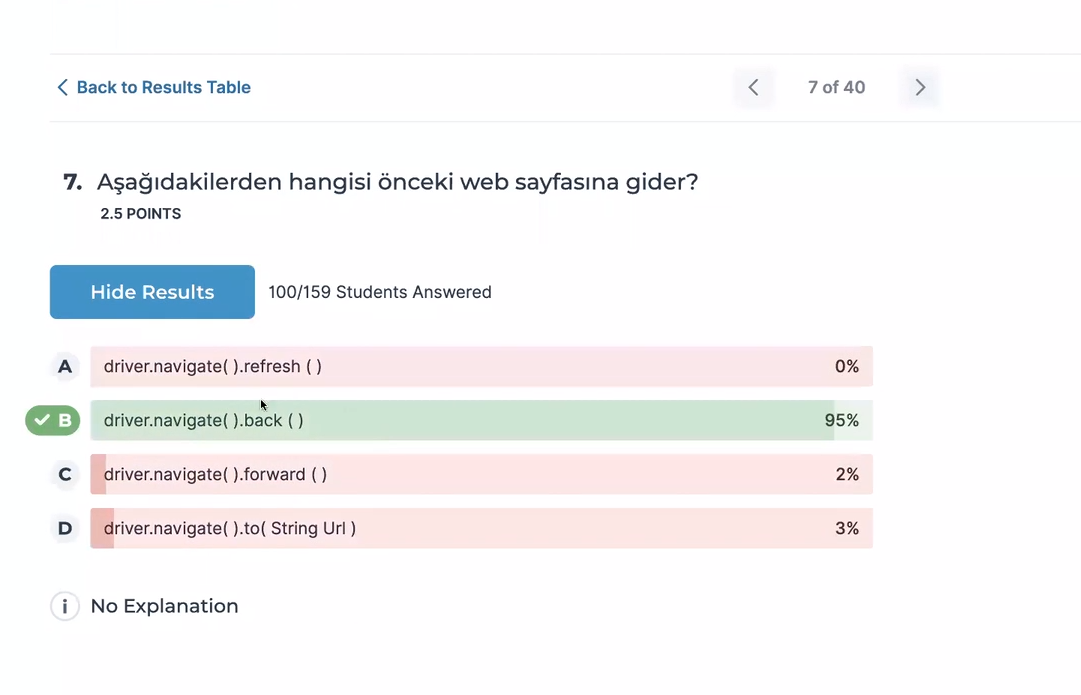 Back to Results Table
7 of 40
7. Aşağıdakilerden hangisi önceki web sayfasına gider?
2.5 POINTS
Hide Results 100/159 Students Answered
A driver.navigate( ).refresh ( ) 0%
B driver.navigate( ).back ( ) 95%
C driver.navigate( ).forward ( ) 2%
D driver.navigate( ).to( String Url ) 3%
No Explanation